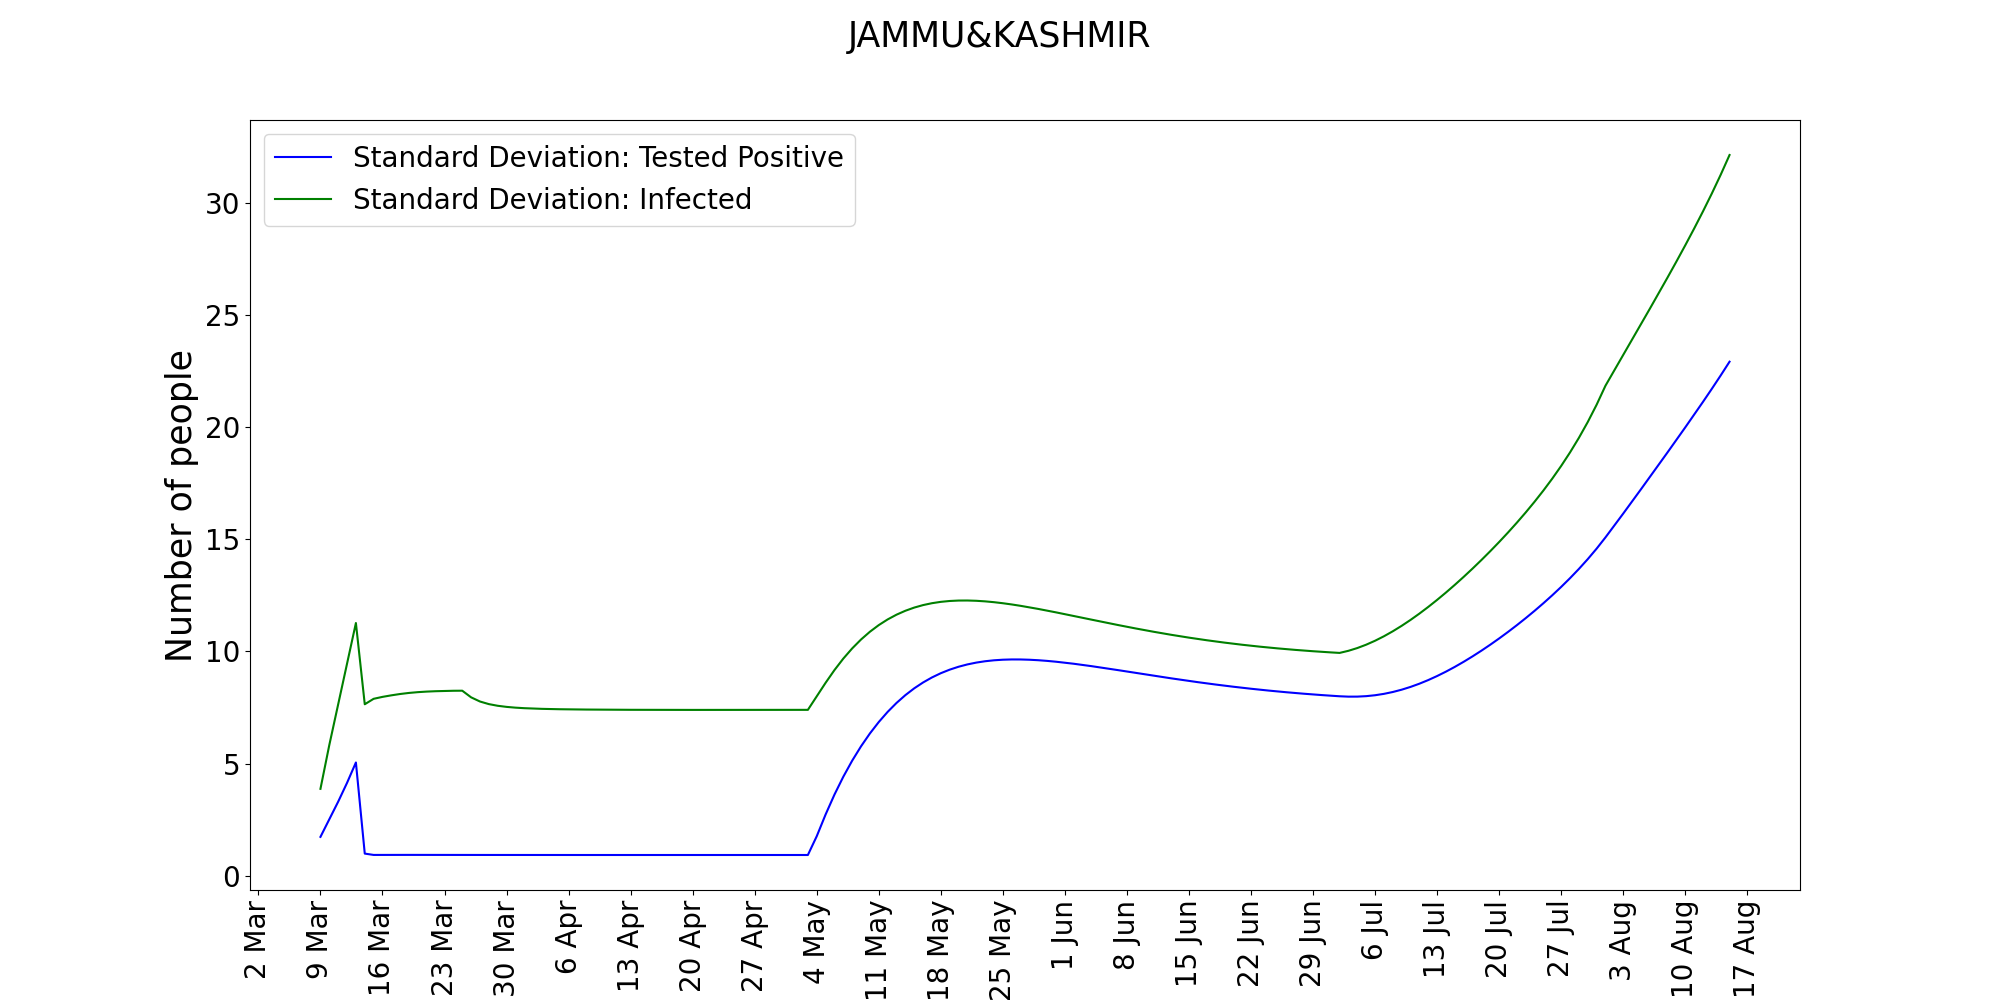 JAMMU&KASHMIR
Standard Deviation: Tested Positive
Standard Deviation: Infected
Number of people
30
25
20
15
10
5
0
2 Mar
9 Mar
16 Mar
23 Mar
30 Mar
6 Apr
13 Apr
20 Apr
27 Apr
4 May
11 May
18 May
25 May
1 Jun
8 Jun
15 Jun
22 Jun
29 Jun
6 Jul
13 Jul
20 Jul
27 Jul
3 Aug
10 Aug
17 Aug